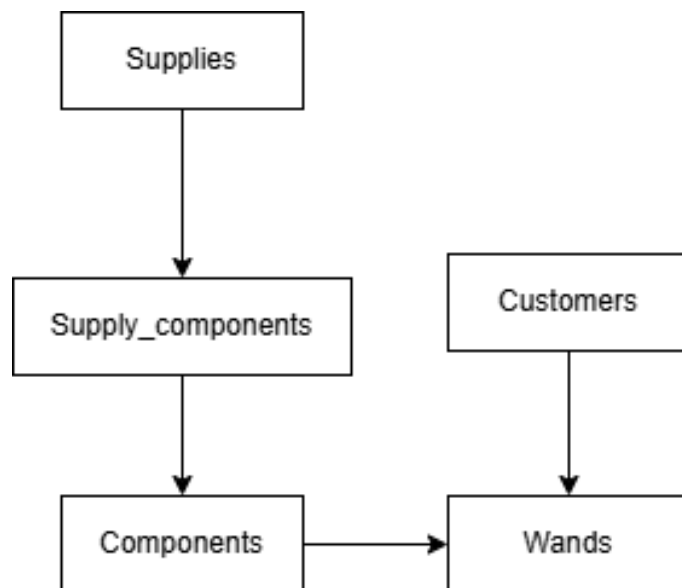 Supplies
Supply_components
Customers
Components
Wands